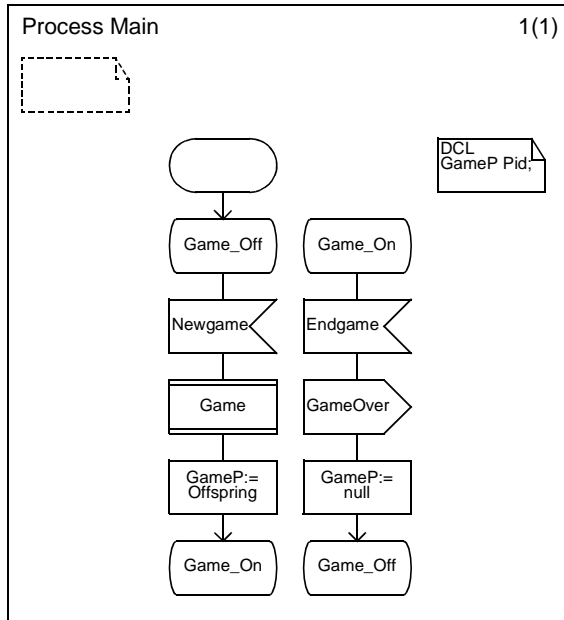 Process Main
1(1)
DCL
GameP Pid;
Game_Off
Newgame
Game
GameP:=
Offspring
Game_On
Game_On
Endgame
GameOver
GameP:=
null
Game_Off